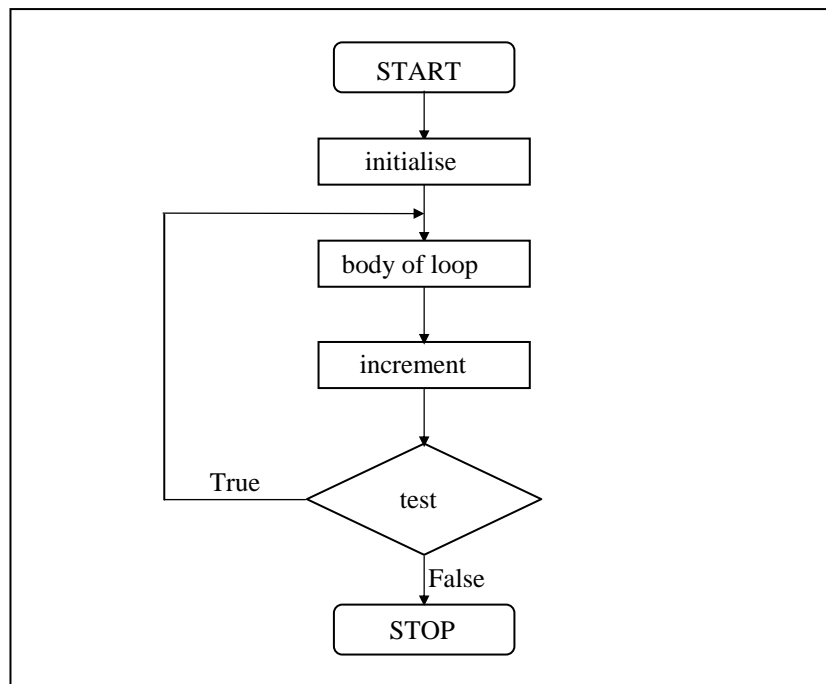 START
initialise
body of loop
increment
True
test
False
STOP